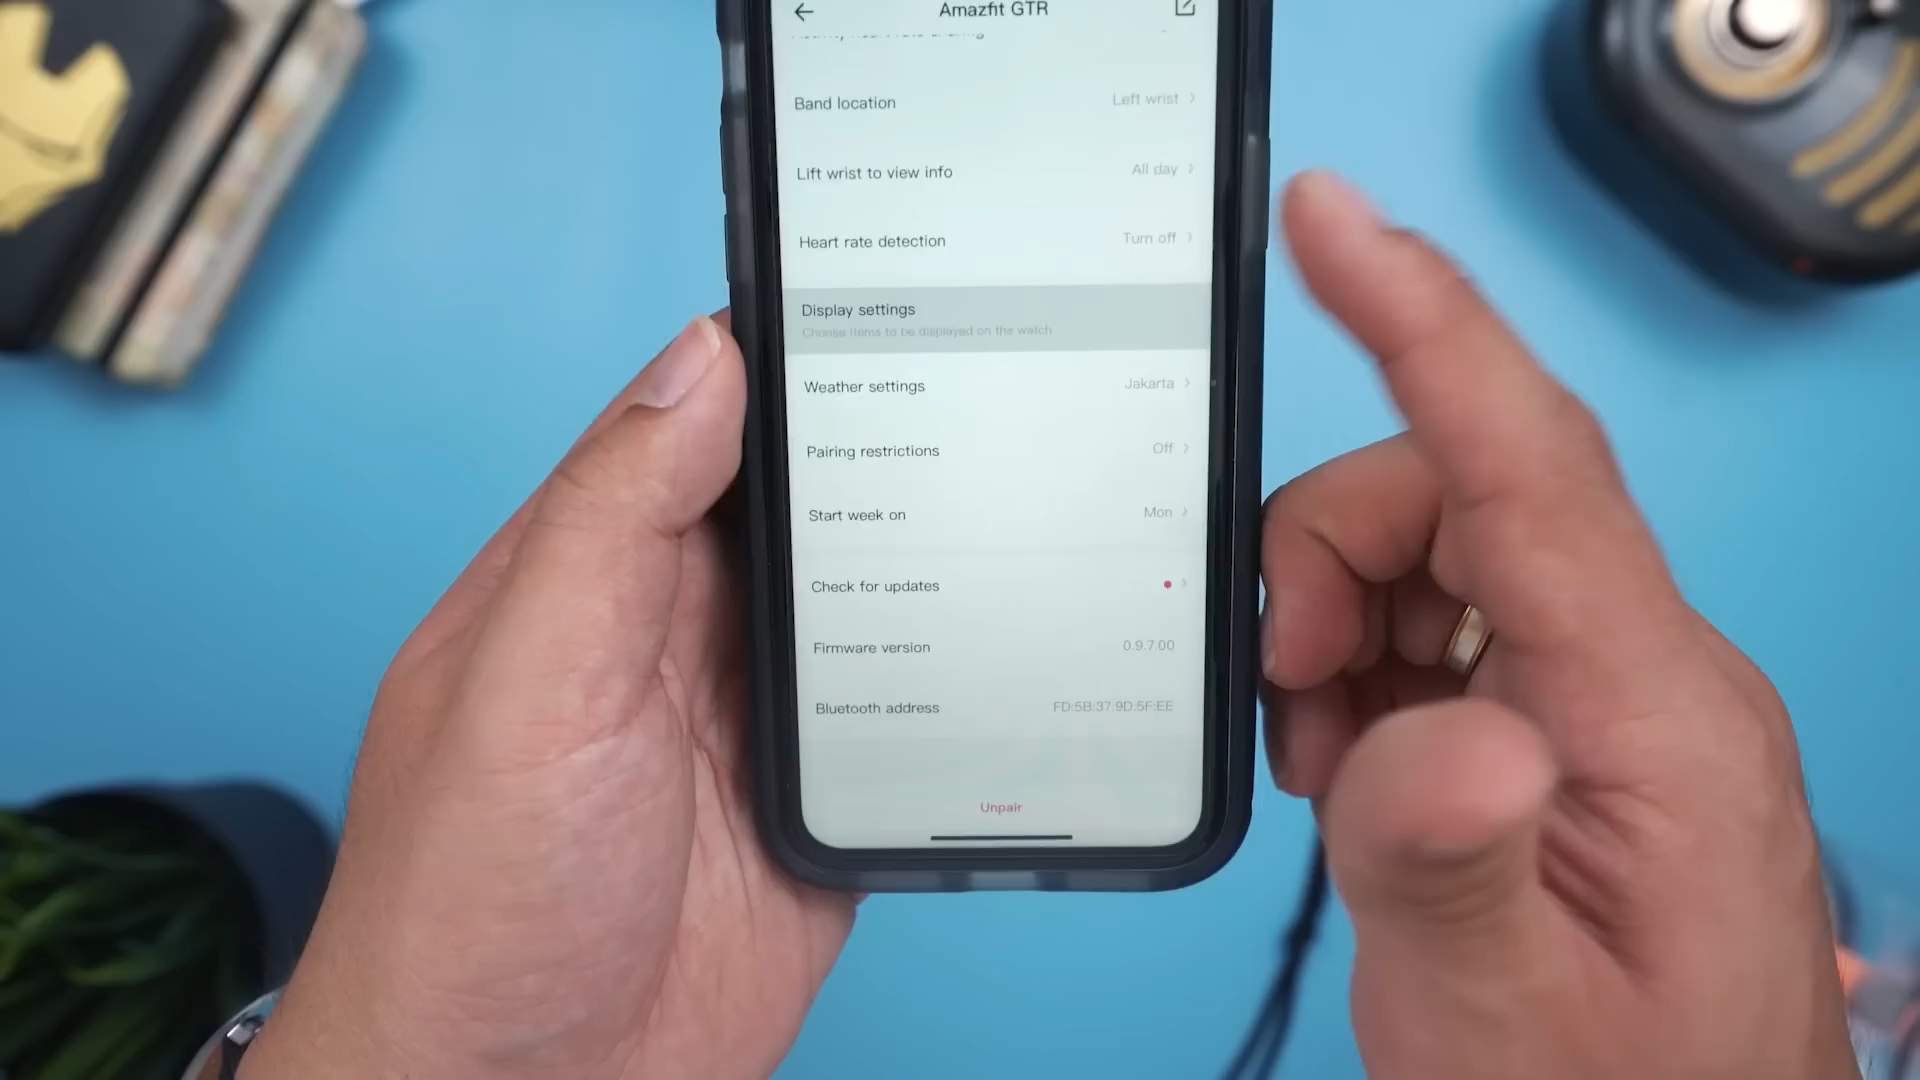 Amazfit GTR
Band location Left wrist
Lift wrist to view info All day
Heart rate detection Turn off
Display settings
Choose items to be displayed on the watch
Weather settings Jakarta
Pairing restrictions Off
Start week on Mon
Check for updates
Firmware version 0.9.7.00
Bluetooth address FD:5B:37:9D:5F:EE
Unpair